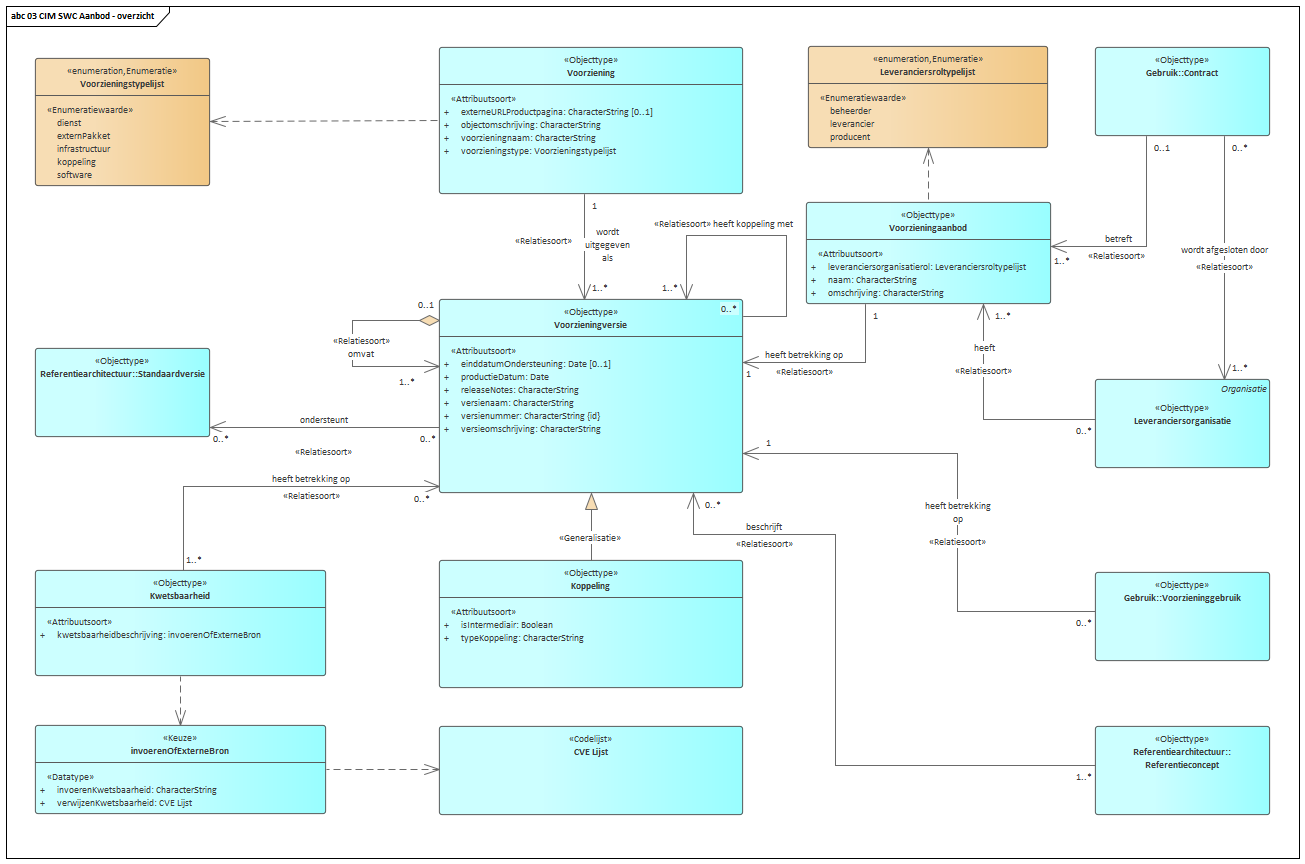 abc 03 CIM SWC Aanbod - overzicht
«enumeration,Enumeratie»
Voorzieningstypelijst
«Enumeratiewaarde»
dienst
externPakket
infrastructuur
koppeling
software
«Objecttype»
Voorziening
«Attribuutsoort»
+ externeURLProductpagina: CharacterString [0..1]
+ objectomschrijving: CharacterString
+ voorzieningnaam: CharacterString
+ voorzieningstype: Voorzieningstypelijst
«enumeration,Enumeratie»
Leveranciersroltypelijst
«Enumeratiewaarde»
beheerder
leverancier
producent
«Objecttype»
Gebruik::Contract
0..1
0..*
1
«Relatiesoort»
wordt
uitgegeven
als
1..*
«Relatiesoort» heeft koppeling met
1..*
0..*
«Objecttype»
Voorzieningaanbod
«Attribuutsoort»
+ leveranciersorganisatierol: Leveranciersroltypelijst
+ naam: CharacterString
+ omschrijving: CharacterString
betreft
«Relatiesoort»
1..*
wordt afgesloten door
«Relatiesoort»
1..*
0..1
«Relatiesoort»
omvat
1..*
«Objecttype»
Voorzieningversie
«Attribuutsoort»
+ einddatumOndersteuning: Date [0..1]
+ productieDatum: Date
+ releaseNotes: CharacterString
+ versienaam: CharacterString
+ versienummer: CharacterString {id}
+ versieomschrijving: CharacterString
1
heeft betrekking op
«Relatiesoort»
1
1..*
heeft
«Relatiesoort»
0..*
Organisatie
«Objecttype»
Leveranciersorganisatie
«Objecttype»
Referentiearchitectuur::Standaardversie
ondersteunt
«Relatiesoort»
0..*
0..*
heeft betrekking op
«Relatiesoort»
0..*
1..*
1
heeft betrekking
op
«Relatiesoort»
0..*
«Generalisatie»
0..*
beschrijft
«Relatiesoort»
1..*
«Objecttype»
Kwetsbaarheid
«Attribuutsoort»
+ kwetsbaarheidbeschrijving: invoerenOfExterneBron
«Objecttype»
Koppeling
«Attribuutsoort»
+ isIntermediair: Boolean
+ typeKoppeling: CharacterString
«Objecttype»
Gebruik::Voorzieninggebruik
«Keuze»
invoerenOfExterneBron
«Datatype»
+ invoerenKwetsbaarheid: CharacterString
+ verwijzenKwetsbaarheid: CVE Lijst
«Codelijst»
CVE Lijst
«Objecttype»
Referentiearchitectuur::
Referentieconcept